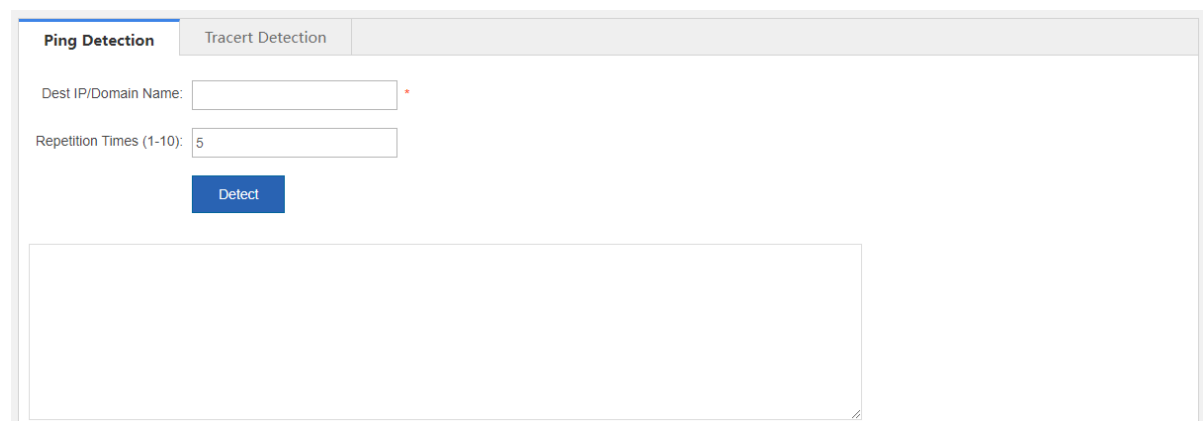 Ping Detection Tracert Detection
Dest IP/Domain Name: *
Repetition Times (1-10): 5
Detect